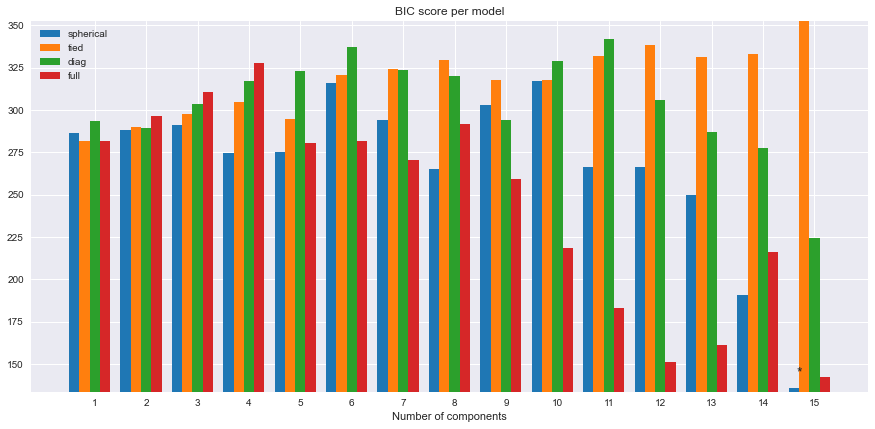 BIC score per model
350
325
300
275
250
225
200
175
150
spherical
tied
diag
full
*
1 2 3 4 5 6 7 8 9 10 11 12 13 14 15
Number of components